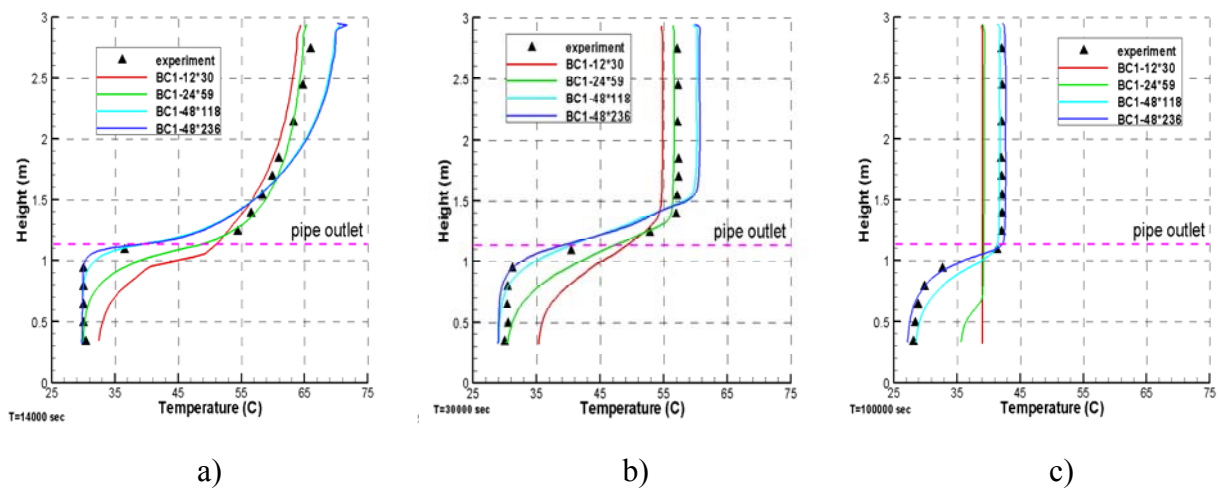 3
2.5
2
1.5
1
0.5
0
Height (m)
experiment
BC1-12*30
BC1-24*59
BC1-48*118
BC1-48*236
pipe outlet
25 35 45 55 65 75
Temperature (C)
T=14000 sec
a)
3
2.5
2
1.5
1
0.5
0
Height (m)
experiment
BC1-12*30
BC1-24*59
BC1-48*118
BC1-48*236
pipe outlet
25 35 45 55 65 75
Temperature (C)
T=30000 sec
b)
3
2.5
2
1.5
1
0.5
0
Height (m)
experiment
BC1-12*30
BC1-24*59
BC1-48*118
BC1-48*236
pipe outlet
25 35 45 55 65 75
Temperature (C)
T=100000 sec
c)